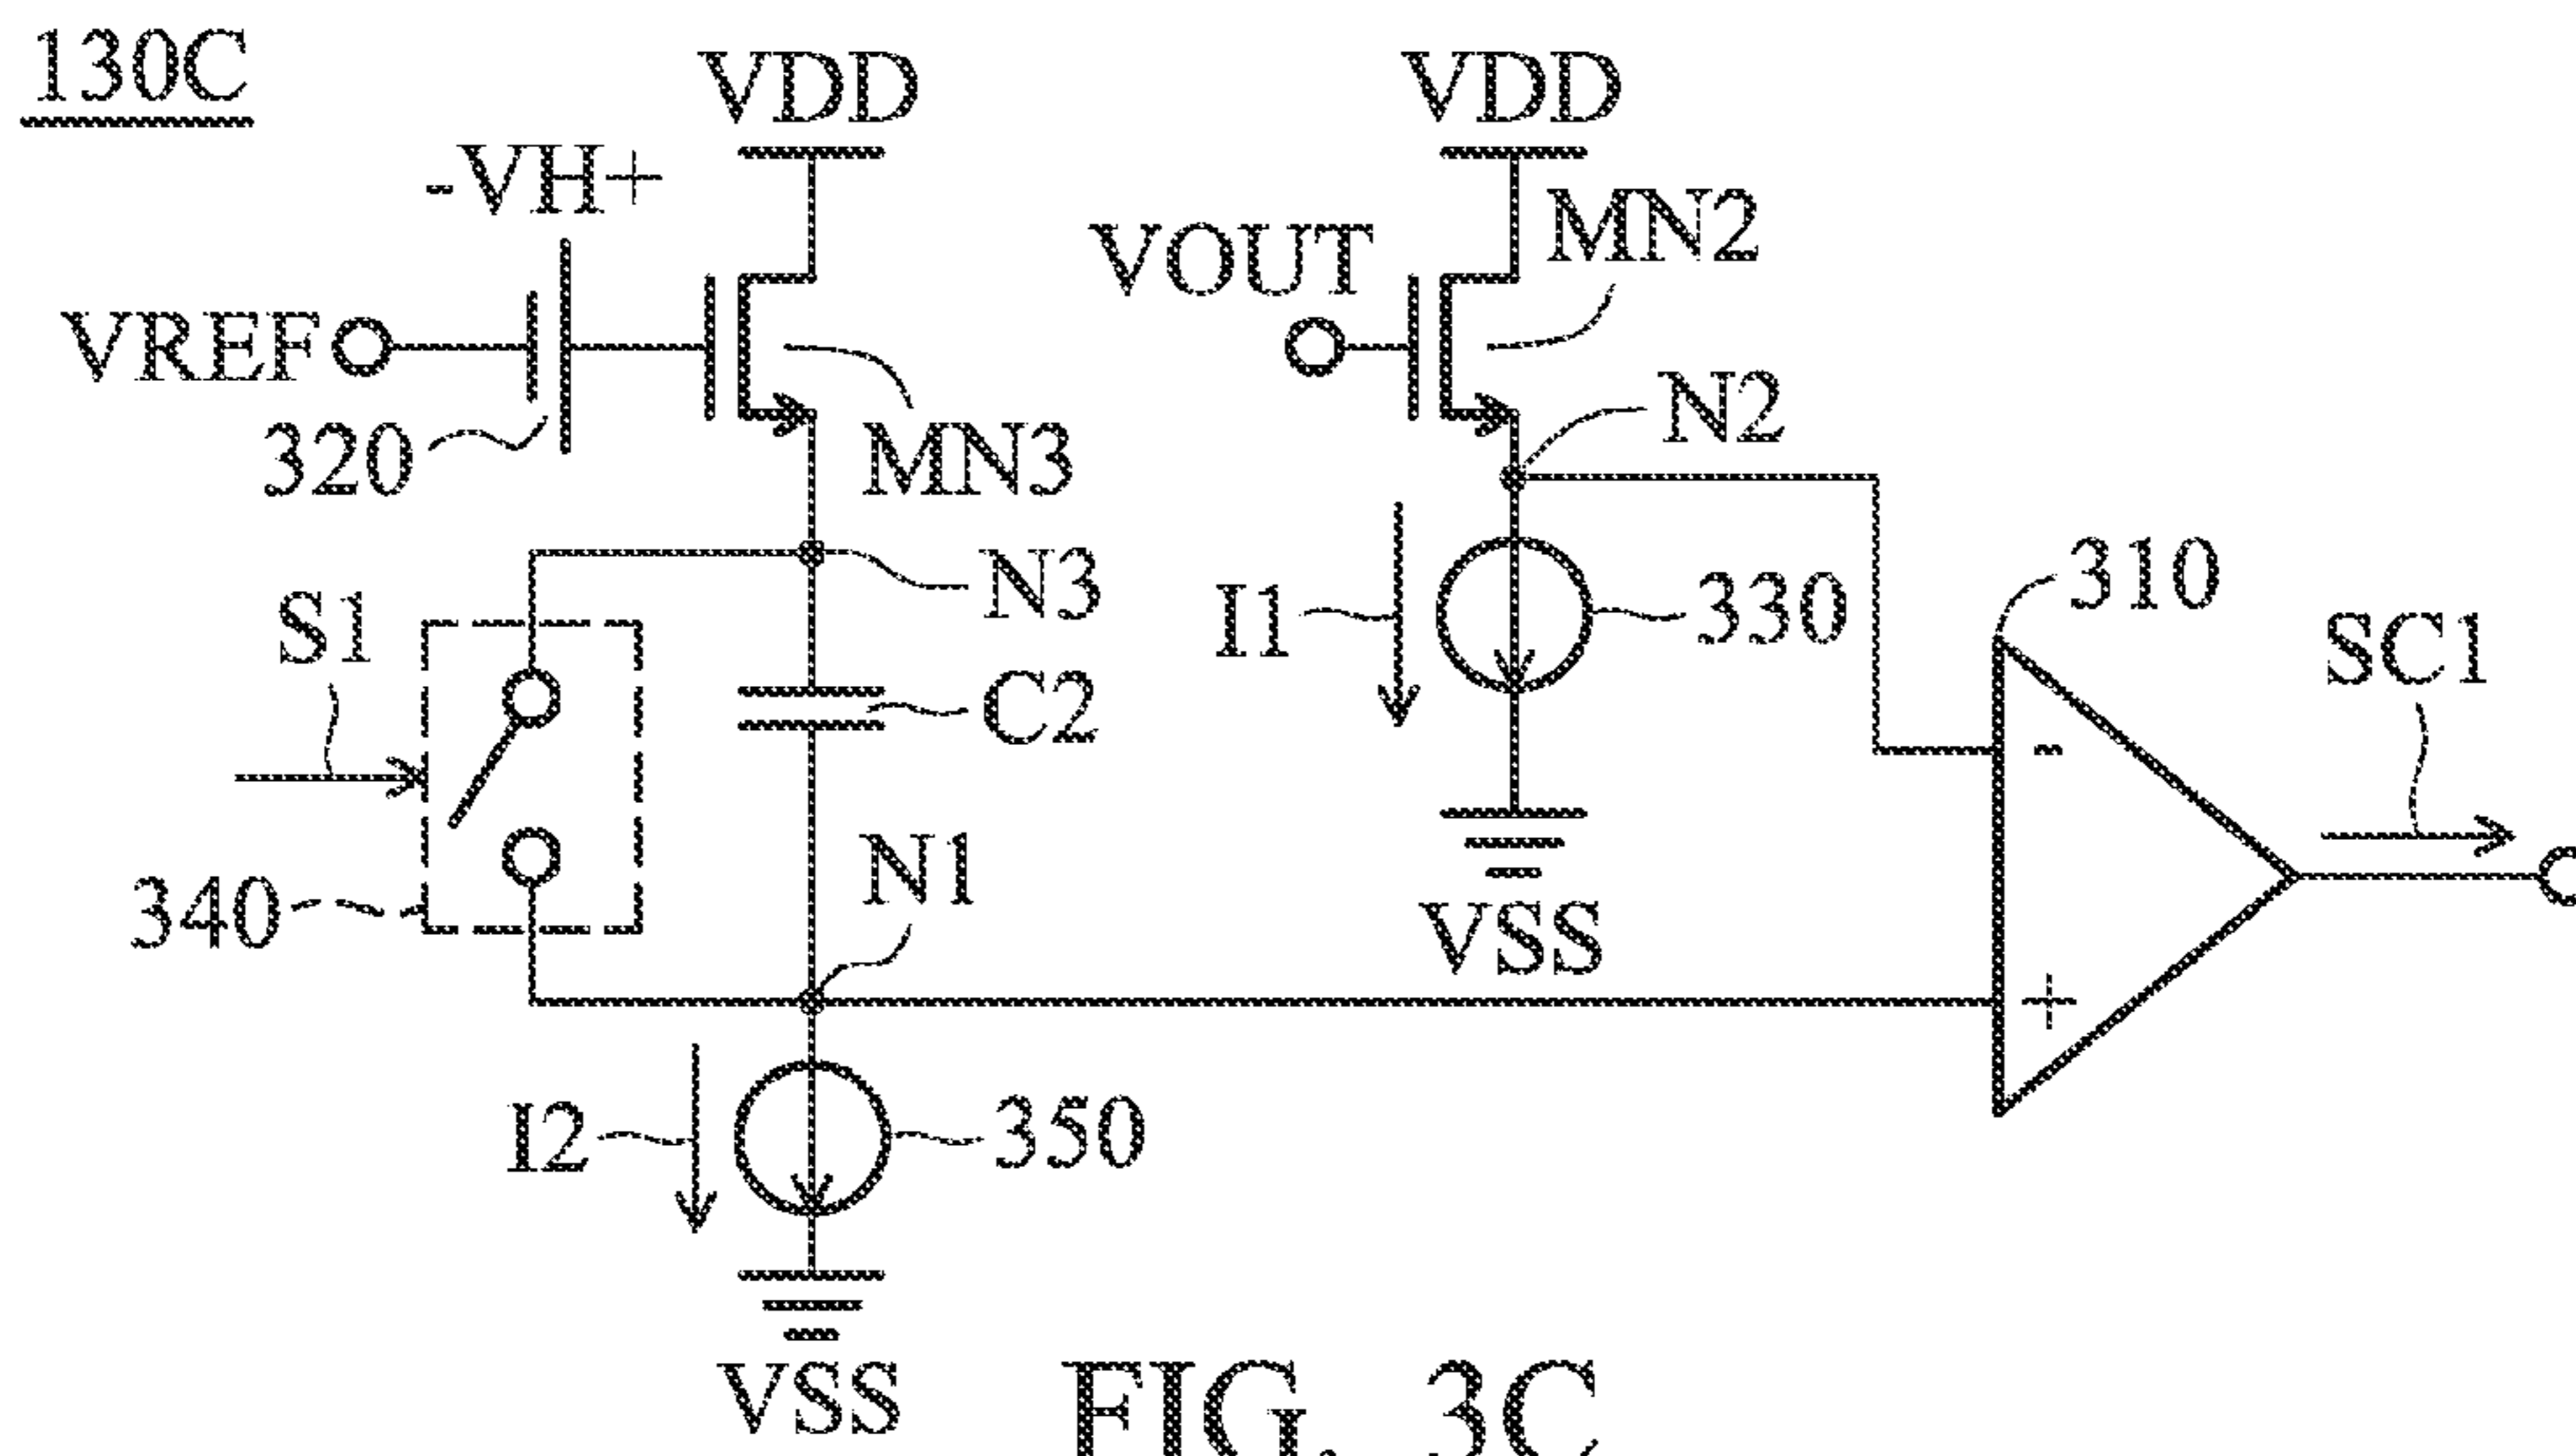 130C
VDD
VDD
-VH+
MN2
VOUT
VREF
N2
320
MN3
N3
310
S1
I1
330
SC1
C2
-
N1
340
VSS
+
I2
350
VSS
FIG. 3C